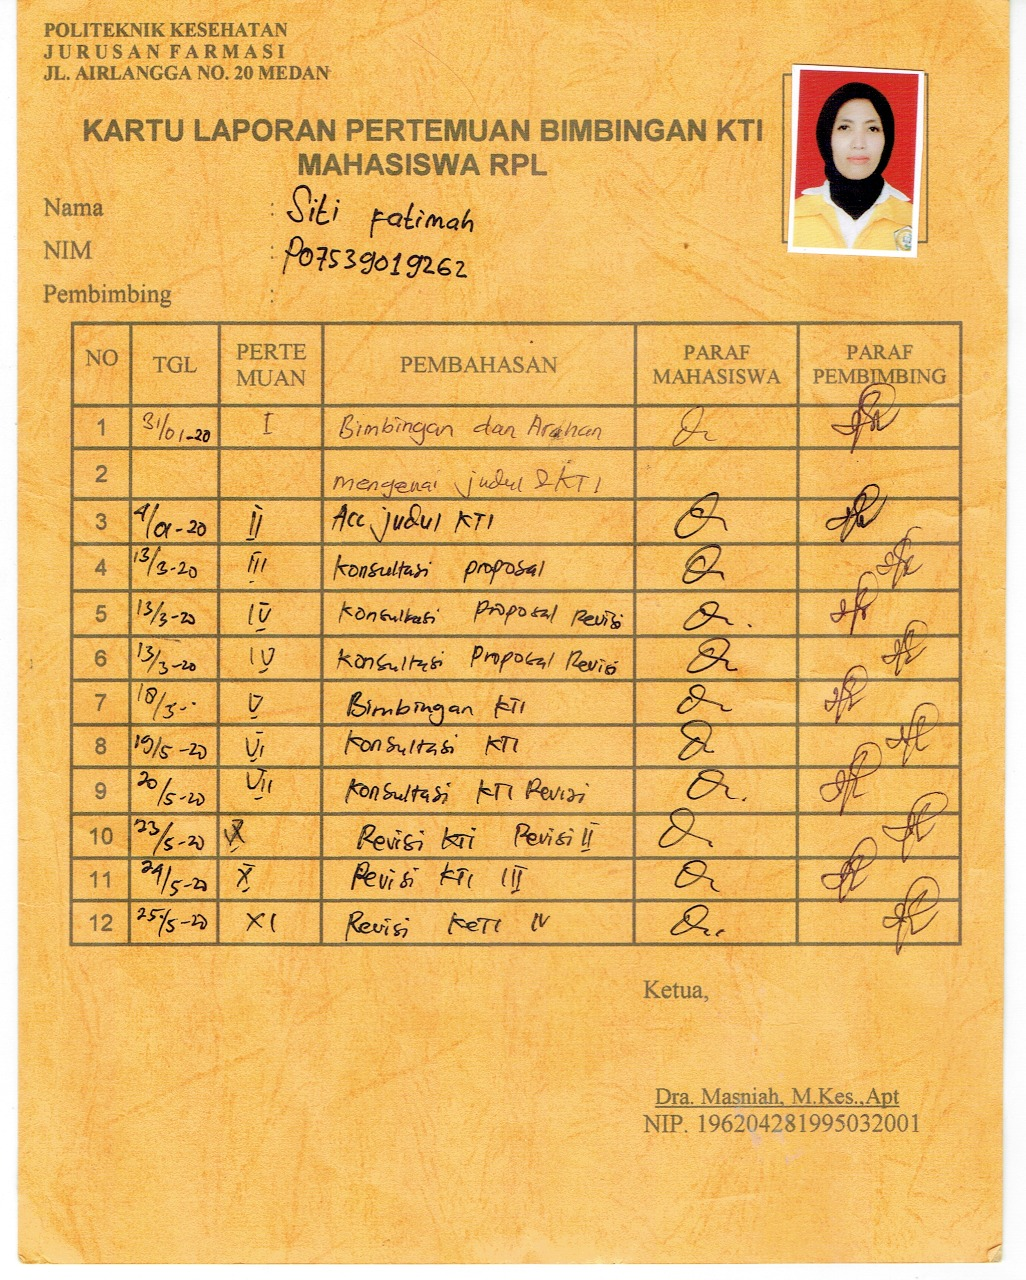 POLITEKNIK KESEHATAN
JURUSAN FARMASI
JL. AIRLANGGA NO. 20 MEDAN
KARTU LAPORAN PERTEMUAN BIMBINGAN KTI
MAHASISWA RPL
Nama : Siti Fatimah
NIM : P07539019262
Pembimbing :
NO TGL PERTE MUAN PEMBAHASAN PARAF MAHASISWA PARAF PEMBIMBING
1 31/01-20 I Bimbingan dan Arahan
2 mengenai judul KTI
3 4/01-20 II Acc judul KTI
4 13/3-20 III Konsultasi proposal
5 13/3-20 IV Konsultasi Proposal Revisi
6 13/3-20 IV Konsultasi Proposal Revisi
7 18/5-.. V Bimbingan KTI
8 19/5-20 VI Konsultasi KTI
9 20/5-20 VII Konsultasi KTI Revisi
10 23/5-20 Revisi KTI Revisi II
11 24/5-20 X Revisi KTI III
12 25/5-20 XI Revisi KeTI IV
Ketua,
Dra. Masniah, M.Kes.,Apt
NIP. 196204281995032001